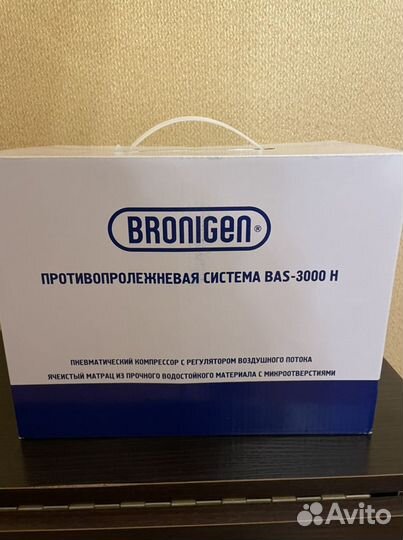 BRONIGEN®
ПРОТИВОПРОЛЕЖНЕВАЯ СИСТЕМА BAS-3000 H
ПНЕВМАТИЧЕСКИЙ КОМПРЕССОР С РЕГУЛЯТОРОМ ВОЗДУШНОГО ПОТОКА
ЯЧЕИСТЫЙ МАТРАЦ ИЗ ПРОЧНОГО ВОДОСТОЙКОГО МАТЕРИАЛА С МИКРООТВЕРСТИЯМИ
Avito